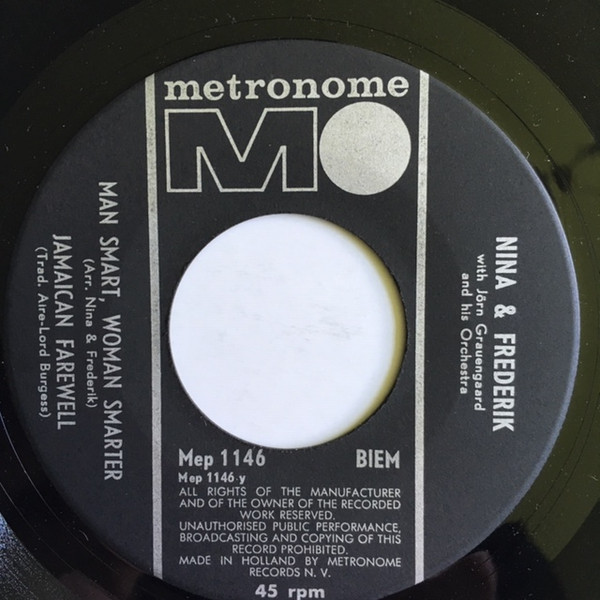 metronome
MO
NINA & FREDERIK
with Jörn Grauengaard
and his Orchestra
MAN SMART, WOMAN SMARTER
(Arr. Nina & Frederik)
JAMAICAN FAREWELL
(Trad. Aire-Lord Burgess)
Mep 1146 BIEM
Mep 1146-y
ALL RIGHTS OF THE MANUFACTURER
AND OF THE OWNER OF THE RECORDED
WORK RESERVED.
UNAUTHORISED PUBLIC PERFORMANCE,
BROADCASTING AND COPYING OF THIS
RECORD PROHIBITED.
MADE IN HOLLAND BY METRONOME
RECORDS N. V.
45 rpm